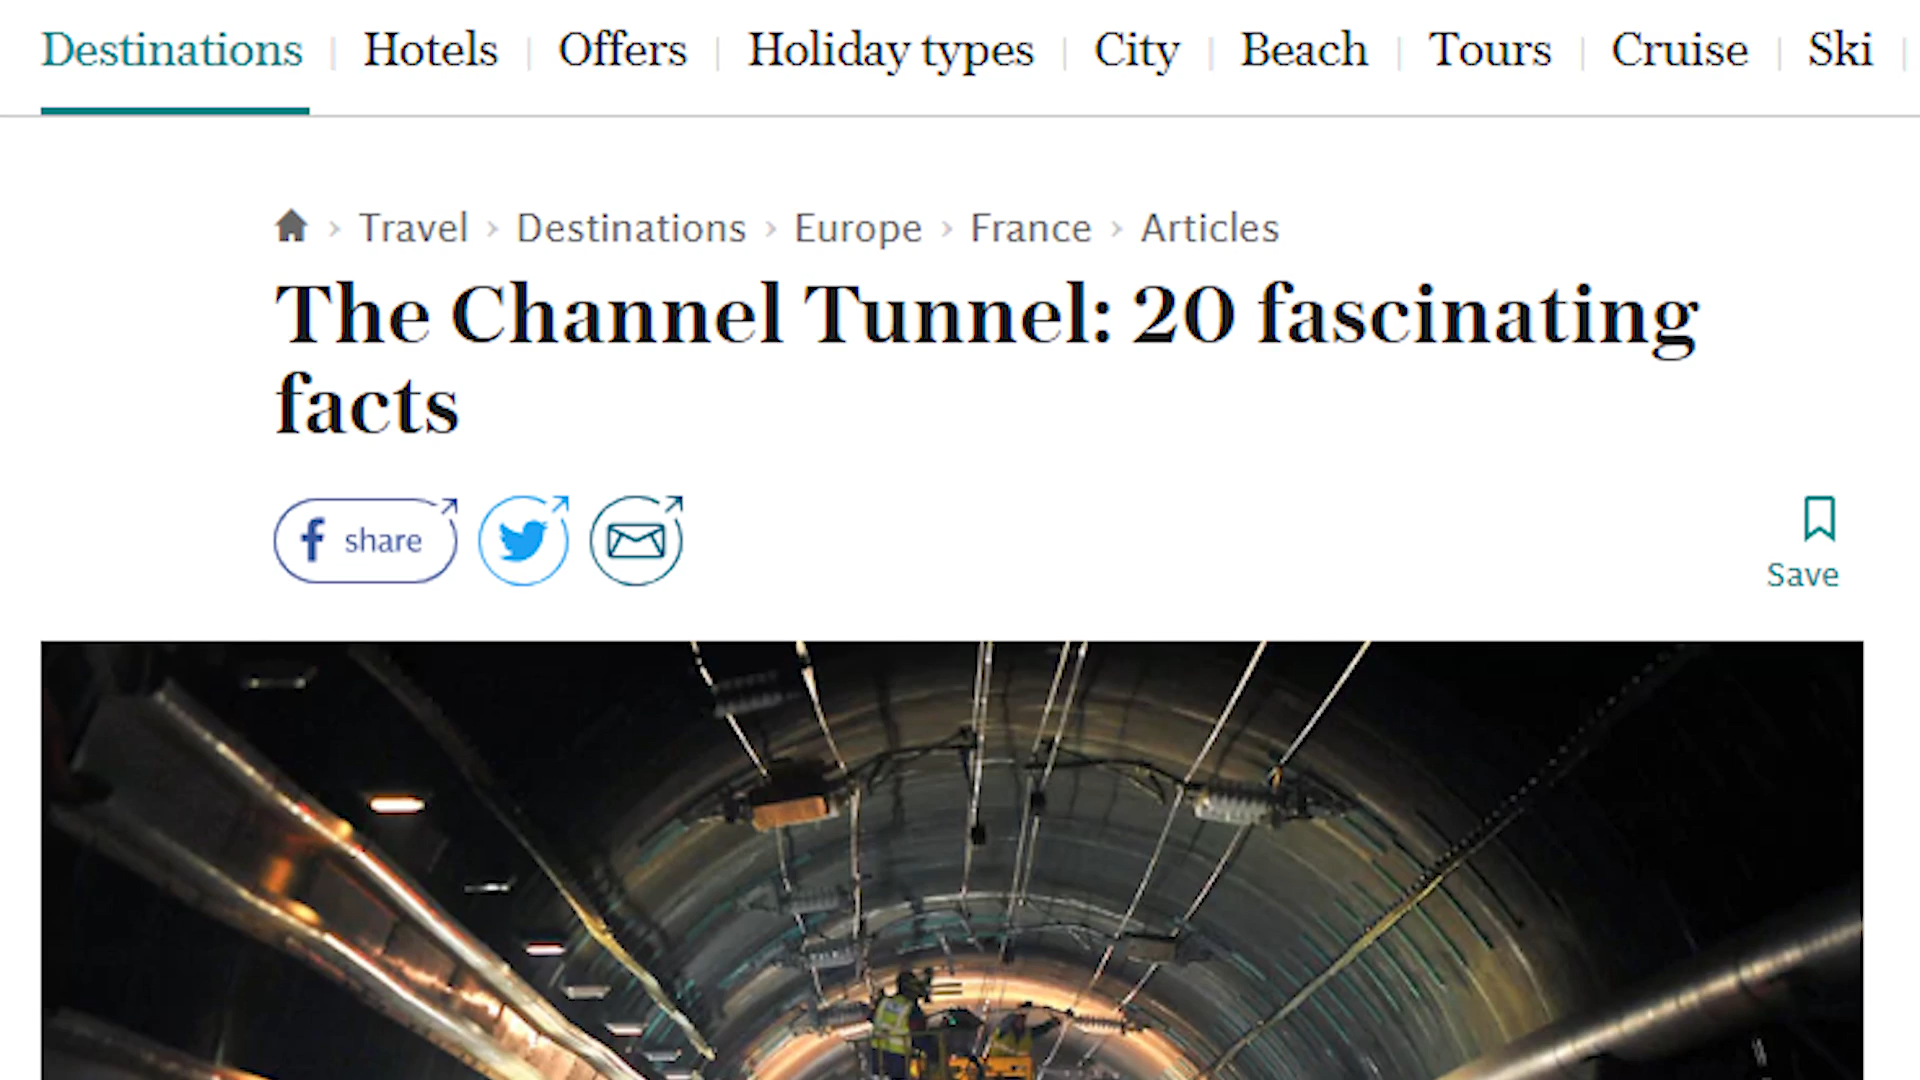 Destinations Hotels Offers Holiday types City Beach Tours Cruise Ski
Travel Destinations Europe France Articles
The Channel Tunnel: 20 fascinating
facts
f share
Save